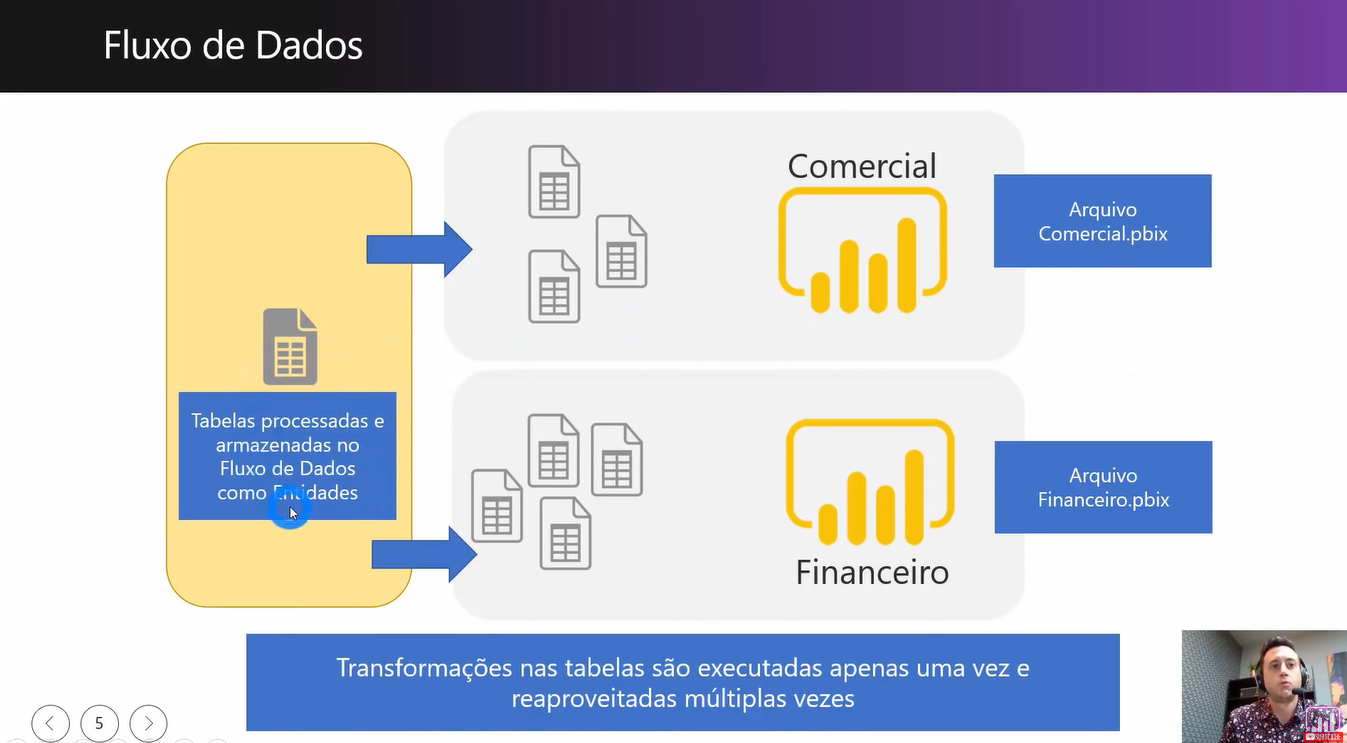 Fluxo de Dados
Comercial
Arquivo
Comercial.pbix
Tabelas processadas e
armazenadas no
Fluxo de Dados
como Entidades
Arquivo
Financeiro.pbix
Financeiro
Transformações nas tabelas são executadas apenas uma vez e
reaproveitadas múltiplas vezes
5